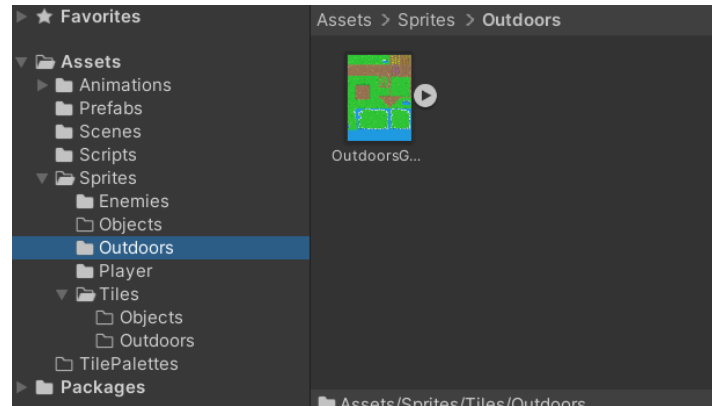 Favorites
Assets
Animations
Prefabs
Scenes
Scripts
Sprites
Enemies
Objects
Outdoors
Player
Tiles
Objects
Outdoors
TilePalettes
Packages
Assets > Sprites > Outdoors
OutdoorsG...
Assets/Sprites/Tiles/Outdoors